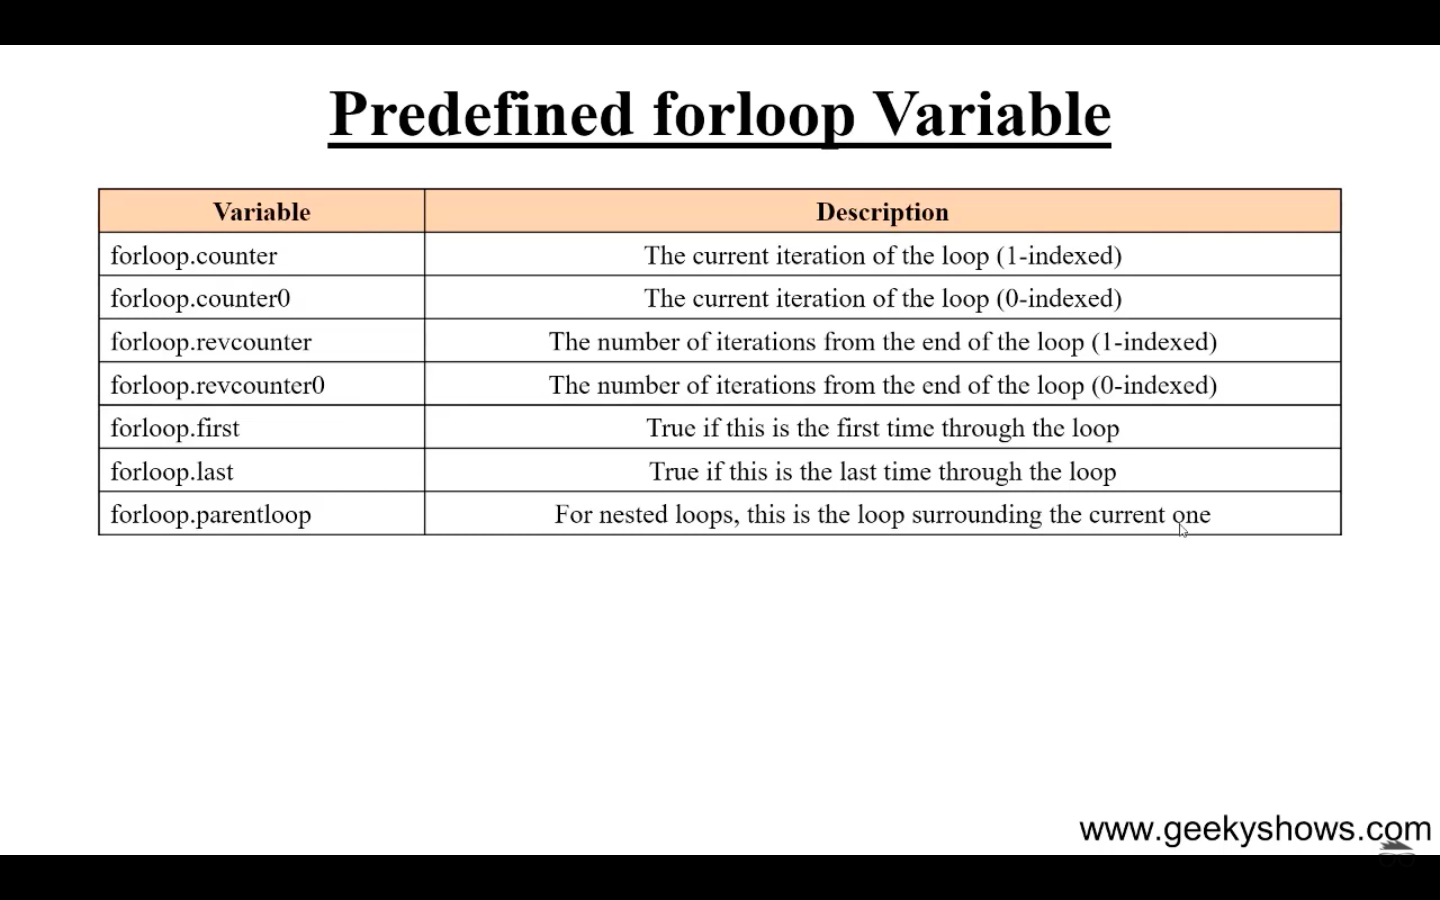 Predefined forloop Variable
Variable Description
forloop.counter The current iteration of the loop (1-indexed)
forloop.counter0 The current iteration of the loop (0-indexed)
forloop.revcounter The number of iterations from the end of the loop (1-indexed)
forloop.revcounter0 The number of iterations from the end of the loop (0-indexed)
forloop.first True if this is the first time through the loop
forloop.last True if this is the last time through the loop
forloop.parentloop For nested loops, this is the loop surrounding the current one
www.geekyshows.com